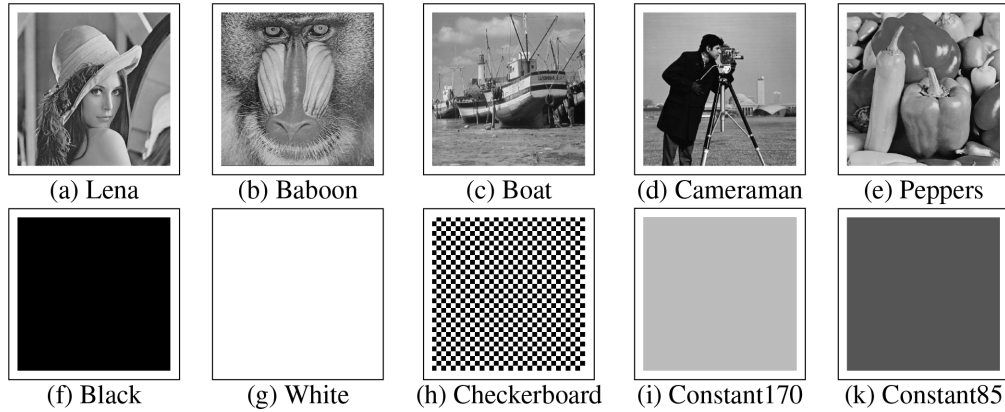 (a) Lena
(b) Baboon
(c) Boat
(d) Cameraman
(e) Peppers
(f) Black
(g) White
(h) Checkerboard
(i) Constant170
(k) Constant85